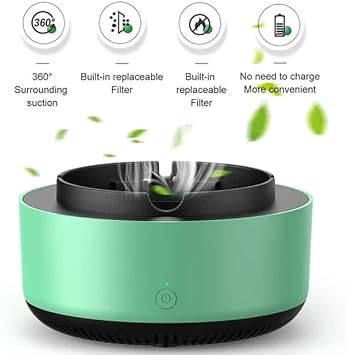 360°
360°
Surrounding
suction
Built-in replaceable
Filter
Built-in
replaceable
Filter
No need to charge
More convenient